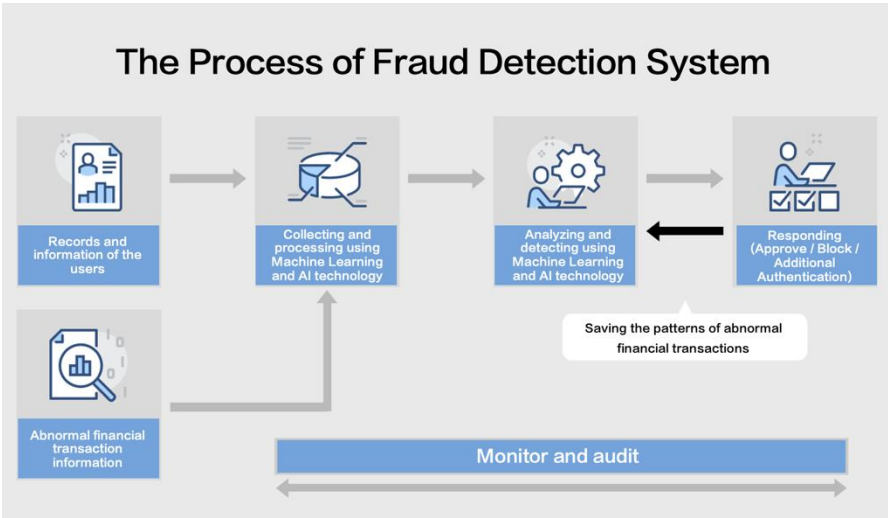 The Process of Fraud Detection System
Records and
information of the
users
Collecting and
processing using
Machine Learning
and AI technology
Analyzing and
detecting using
Machine Learning
and AI technology
Responding
(Approve / Block /
Additional
Authentication)
Saving the patterns of abnormal
financial transactions
Abnormal financial
transaction
information
Monitor and audit